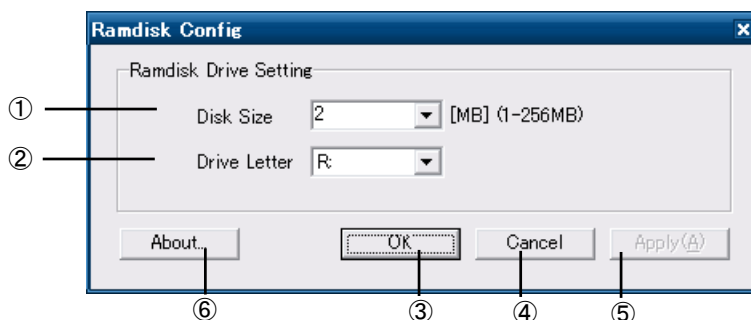 Ramdisk Config
Ramdisk Drive Setting
① Disk Size 2 [MB] (1-256MB)
② Drive Letter R:
About... OK Cancel Apply(A)
⑥ ③ ④ ⑤